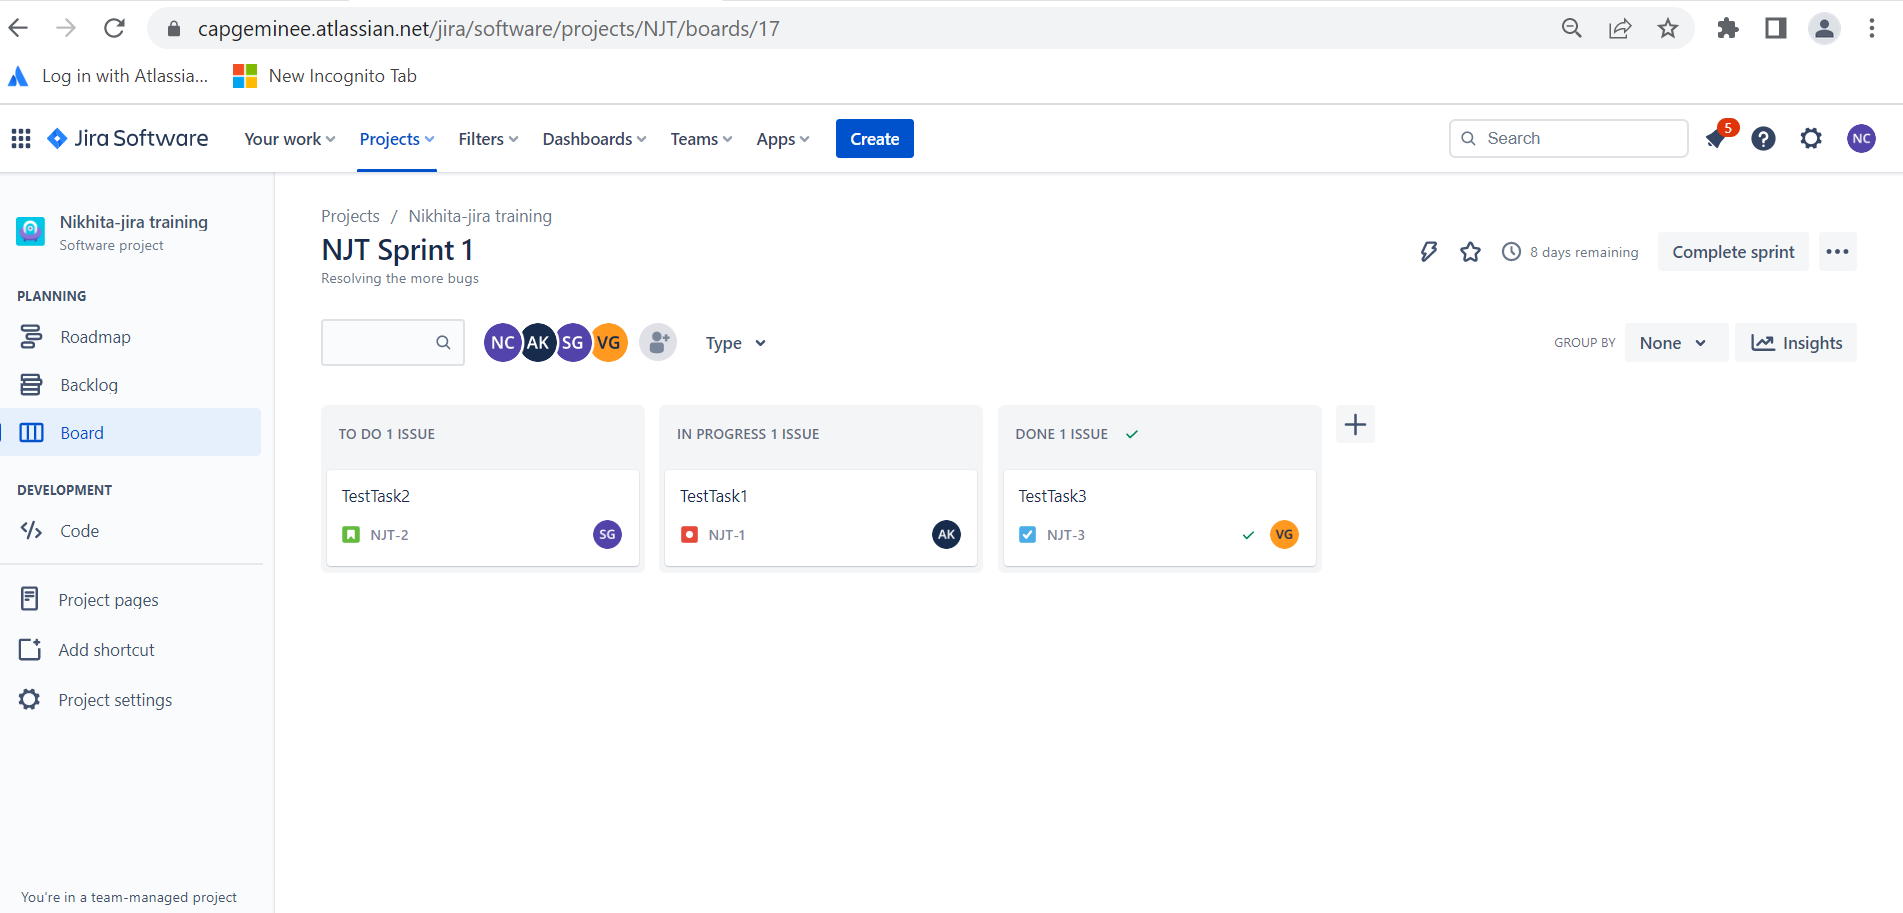 capgeminee.atlassian.net/jira/software/projects/NJT/boards/17
Log in with Atlassia... New Incognito Tab
Jira Software Your work Projects Filters Dashboards Teams Apps Create Search 5 NC
Nikhita-jira training
Software project
PLANNING
Roadmap
Backlog
Board
DEVELOPMENT
Code
Project pages
Add shortcut
Project settings
You're in a team-managed project
Projects / Nikhita-jira training
NJT Sprint 1
Resolving the more bugs
8 days remaining Complete sprint
NC AK SG VG Type GROUP BY None Insights
TO DO 1 ISSUE
TestTask2
NJT-2 SG
IN PROGRESS 1 ISSUE
TestTask1
NJT-1 AK
DONE 1 ISSUE
TestTask3
NJT-3 VG